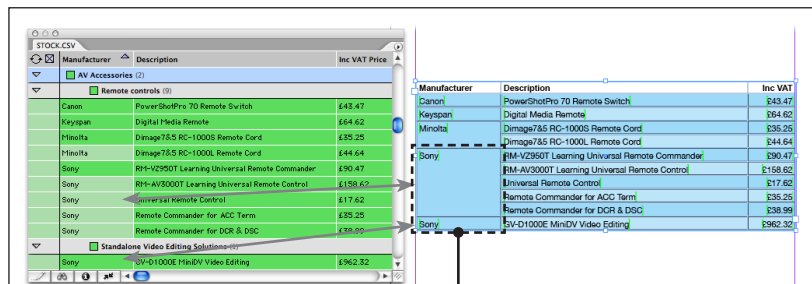 STOCK.CSV
Manufacturer Description Inc VAT Price
AV Accessories (2)
Remote controls (9)
Canon PowerShotPro 70 Remote Switch £43.47
Keyspan Digital Media Remote £64.62
Minolta Dimage7&5 RC-1000S Remote Cord £35.25
Minolta Dimage7&5 RC-1000L Remote Cord £44.64
Sony RM-VZ950T Learning Universal Remote Commander £90.47
Sony RM-AV3000T Learning Universal Remote Control £158.62
Sony Universal Remote Control £17.62
Sony Remote Commander for ACC Term £35.25
Sony Remote Commander for DCR & DSC £38.99
Standalone Video Editing Solutions
Sony GV-D1000E MiniDV Video Editing £962.32
Manufacturer Description Inc VAT
Canon PowerShotPro 70 Remote Switch £43.47
Keyspan Digital Media Remote £64.62
Minolta Dimage7&5 RC-1000S Remote Cord £35.25
Dimage7&5 RC-1000L Remote Cord £44.64
Sony RM-VZ950T Learning Universal Remote Commander £90.47
RM-AV3000T Learning Universal Remote Control £158.62
Universal Remote Control £17.62
Remote Commander for ACC Term £35.25
Remote Commander for DCR & DSC £38.99
Sony GV-D1000E MiniDV Video Editing £962.32